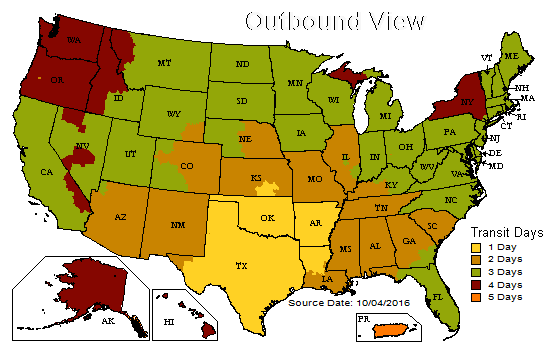 Outbound View
WA
MT
ND
MN
VT
ME
OR
ID
SD
WI
MI
NY
NH
MA
WY
IA
PA
RI
CT
NV
UT
NE
IL
IN
OH
NJ
CA
CO
KS
MO
KY
WV
VA
DE
MD
AZ
NM
OK
AR
TN
NC
TX
MS
AL
GA
SC
LA
FL
Transit Days
1 Day
2 Days
3 Days
4 Days
5 Days
Source Date: 10/04/2016
AK
HI
PR